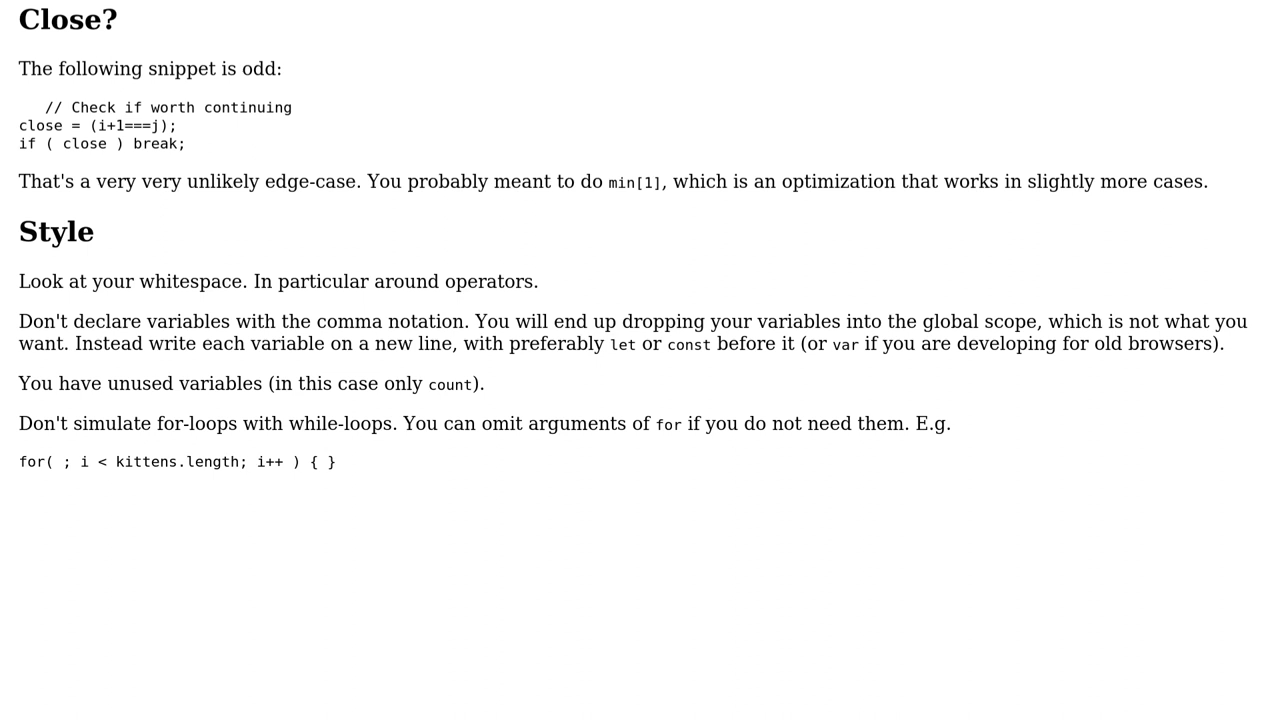 Close?
The following snippet is odd:
// Check if worth continuing
close = (i+1===j);
if ( close ) break;
That's a very very unlikely edge-case. You probably meant to do min[1], which is an optimization that works in slightly more cases.
Style
Look at your whitespace. In particular around operators.
Don't declare variables with the comma notation. You will end up dropping your variables into the global scope, which is not what you
want. Instead write each variable on a new line, with preferably let or const before it (or var if you are developing for old browsers).
You have unused variables (in this case only count).
Don't simulate for-loops with while-loops. You can omit arguments of for if you do not need them. E.g.
for( ; i < kittens.length; i++ ) { }